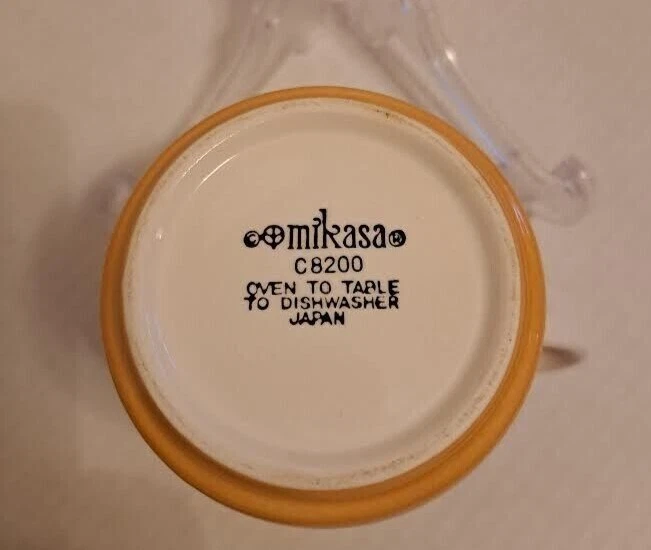 © mikasa ®
C8200
OVEN TO TABLE
TO DISHWASHER
JAPAN